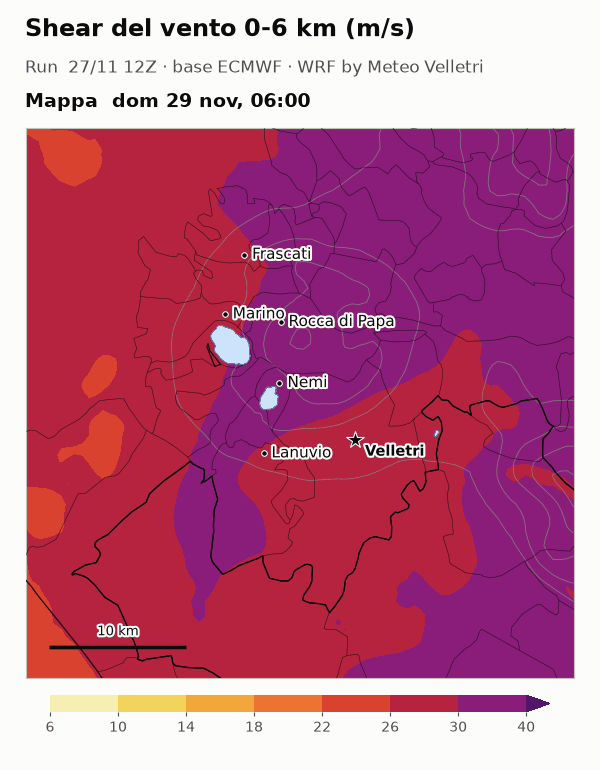 Shear del vento 0-6 km (m/s)
Run  27/11 12Z · base ECMWF · WRF by Meteo Velletri
Mappa  dom 29 nov, 06:00
Frascati
Marino
Rocca di Papa
Nemi
Velletri
Lanuvio
10 km
6 10 14 18 22 26 30 40